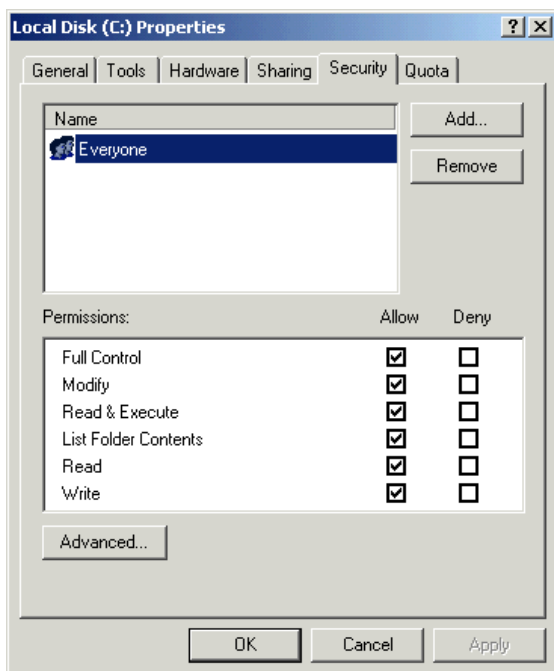 Local Disk (C:) Properties
General Tools Hardware Sharing Security Quota
Name
Everyone
Add...
Remove
Permissions: Allow Deny
Full Control
Modify
Read & Execute
List Folder Contents
Read
Write
Advanced...
OK Cancel Apply